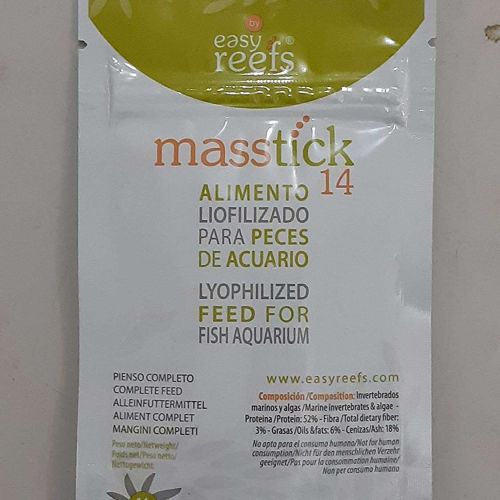 by
easy
reefs®
masstick
14
ALIMENTO
LIOFILIZADO
PARA PECES
DE ACUARIO
LYOPHILIZED
FEED FOR
FISH AQUARIUM
PIENSO COMPLETO
COMPLETE FEED
ALLEINFUTTERMITTEL
ALIMENT COMPLET
MANGINI COMPLETI
Peso neto/Netweight/
Poids net/Peso netto/
Nettogewicht
www.easyreefs.com
Composición/Composition: Invertebrados
marinos y algas /Marine invertebrates & algae -
Proteína /Protein: 52% - Fibra /Total dietary fiber:
3% - Grasas /Oils &fats: 6% - Cenizas/Ash: 18%
No apto para el consumo humano/Not for human
consumption/Nicht für den menschlichen Verzehr
geeignet/Pas pour la consommation humaine/
Non per consumo humano